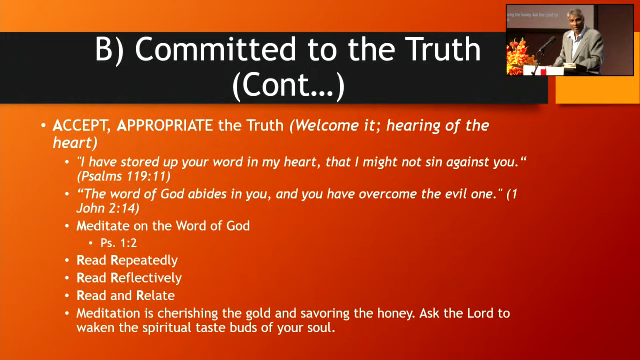 B) Committed to the Truth
(Cont…)
• ACCEPT, APPROPRIATE the Truth (Welcome it; hearing of the
heart)
• "I have stored up your word in my heart, that I might not sin against you.“
(Psalms 119:11)
• “The word of God abides in you, and you have overcome the evil one." (1
John 2:14)
• Meditate on the Word of God
• Ps. 1:2
• Read Repeatedly
• Read Reflectively
• Read and Relate
• Meditation is cherishing the gold and savoring the honey. Ask the Lord to
waken the spiritual taste buds of your soul.